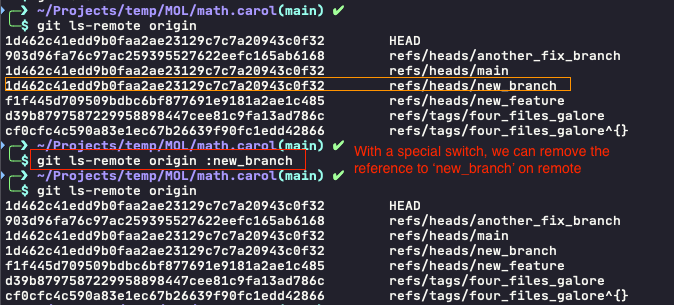 ~/Projects/temp/MOL/math.carol(main) ✔
$ git ls-remote origin
1d462c41edd9b0faa2ae23129c7c7a20943c0f32 HEAD
903d96fa76c97ac259395527622eefc165ab6168 refs/heads/another_fix_branch
1d462c41edd9b0faa2ae23129c7c7a20943c0f32 refs/heads/main
1d462c41edd9b0faa2ae23129c7c7a20943c0f32 refs/heads/new_branch
f1f445d709509bdbc6bf877691e9181a2ae1c485 refs/heads/new_feature
d39b8797587229958898447cee81c9fa13ad786c refs/tags/four_files_galore
cf0cfc4c590a83e1ec67b26639f90fc1edd42866 refs/tags/four_files_galore^{}
~/Projects/temp/MOL/math.carol(main) ✔
$ git ls-remote origin :new_branch
With a special switch, we can remove the
reference to 'new_branch' on remote
~/Projects/temp/MOL/math.carol(main) ✔
$ git ls-remote origin
1d462c41edd9b0faa2ae23129c7c7a20943c0f32 HEAD
903d96fa76c97ac259395527622eefc165ab6168 refs/heads/another_fix_branch
1d462c41edd9b0faa2ae23129c7c7a20943c0f32 refs/heads/main
1d462c41edd9b0faa2ae23129c7c7a20943c0f32 refs/heads/new_branch
f1f445d709509bdbc6bf877691e9181a2ae1c485 refs/heads/new_feature
d39b8797587229958898447cee81c9fa13ad786c refs/tags/four_files_galore
cf0cfc4c590a83e1ec67b26639f90fc1edd42866 refs/tags/four_files_galore^{}